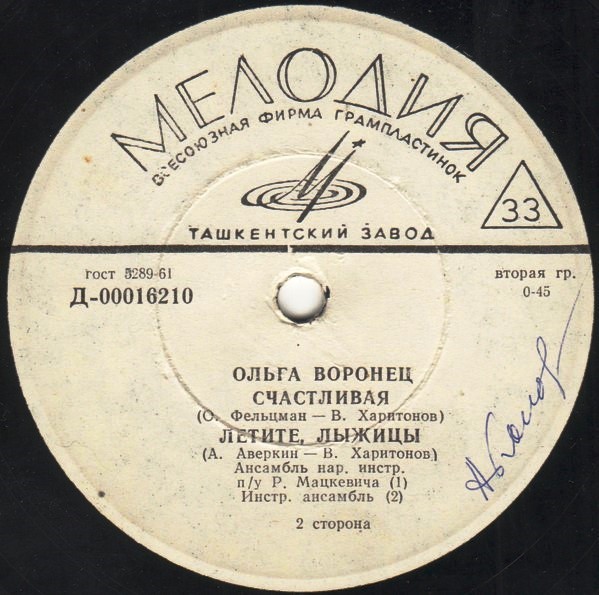 МЕЛОДИЯ
ВСЕСОЮЗНАЯ ФИРМА ГРАМПЛАСТИНОК
33
ТАШКЕНТСКИЙ ЗАВОД
гост 5289-61
вторая гр.
Д-00016210
0-45
ОЛЬГА ВОРОНЕЦ
СЧАСТЛИВАЯ
(О. Фельцман — В. Харитонов)
ЛЕТИТЕ, ЛЫЖИЦЫ
(А. Аверкин — В. Харитонов)
Ансамбль нар. инстр.
п/у Р. Мацкевича (1)
Инстр. ансамбль (2)
2 сторона